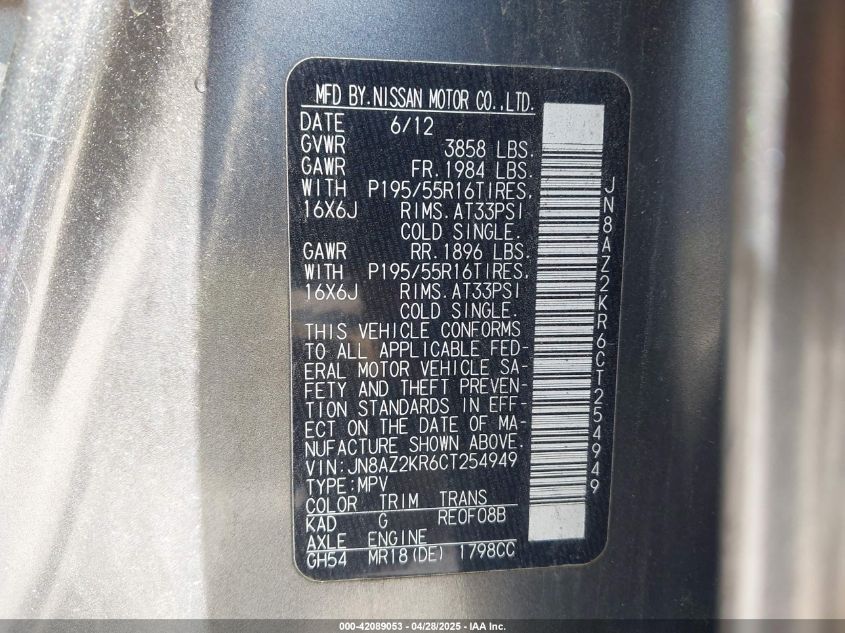 MFD BY.NISSAN MOTOR CO.,LTD.
DATE 6/12
GVWR 3858 LBS.
GAWR FR.1984 LBS.
WITH P195/55R16TIRES,
16X6J RIMS.AT33PSI
COLD SINGLE.
GAWR RR.1896 LBS.
WITH P195/55R16TIRES,
16X6J RIMS.AT33PSI
COLD SINGLE.
THIS VEHICLE CONFORMS
TO ALL APPLICABLE FED-
ERAL MOTOR VEHICLE SA-
FETY AND THEFT PREVEN-
TION STANDARDS IN EFF-
ECT ON THE DATE OF MA-
NUFACTURE SHOWN ABOVE.
VIN:JN8AZ2KR6CT254949
TYPE:MPV
COLOR TRIM TRANS
KAD G RE0F08B
AXLE ENGINE
GH54 MR18(DE) 1798CC
JN8AZ2KR6CT254949
000-42089053 - 04/28/2025 - IAA Inc.